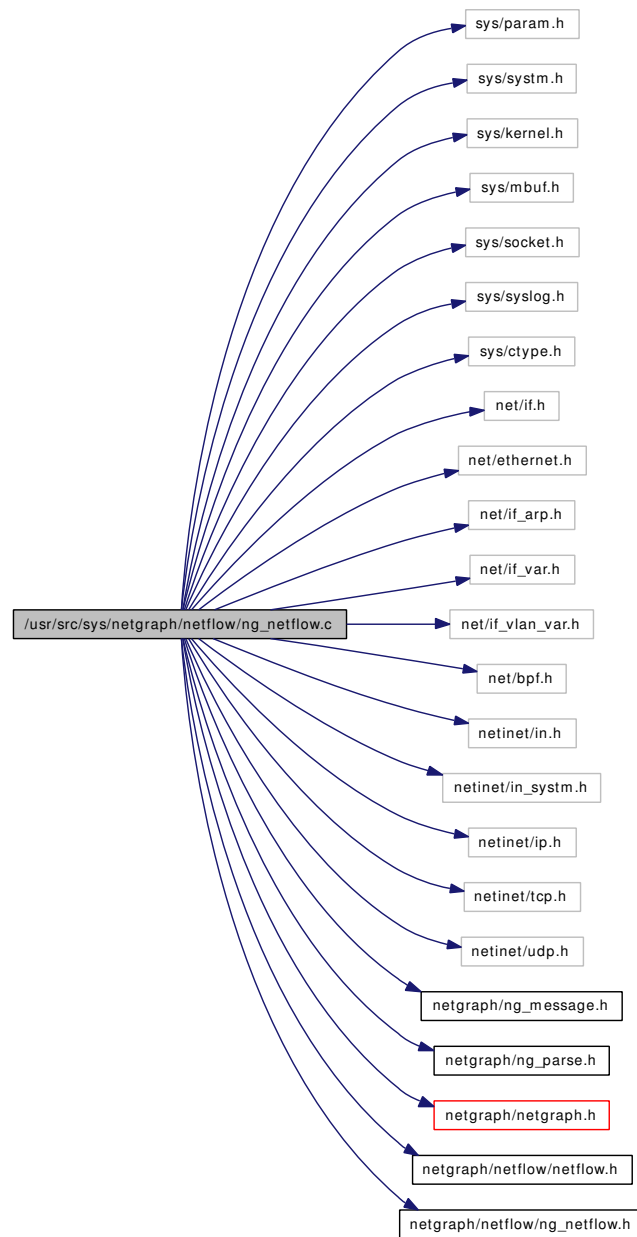 sys/param.h
sys/systm.h
sys/kernel.h
sys/mbuf.h
sys/socket.h
sys/syslog.h
sys/ctype.h
net/if.h
net/ethernet.h
net/if_arp.h
net/if_var.h
/usr/src/sys/netgraph/netflow/ng_netflow.c
net/if_vlan_var.h
net/bpf.h
netinet/in.h
netinet/in_systm.h
netinet/ip.h
netinet/tcp.h
netinet/udp.h
netgraph/ng_message.h
netgraph/ng_parse.h
netgraph/netgraph.h
netgraph/netflow/netflow.h
netgraph/netflow/ng_netflow.h